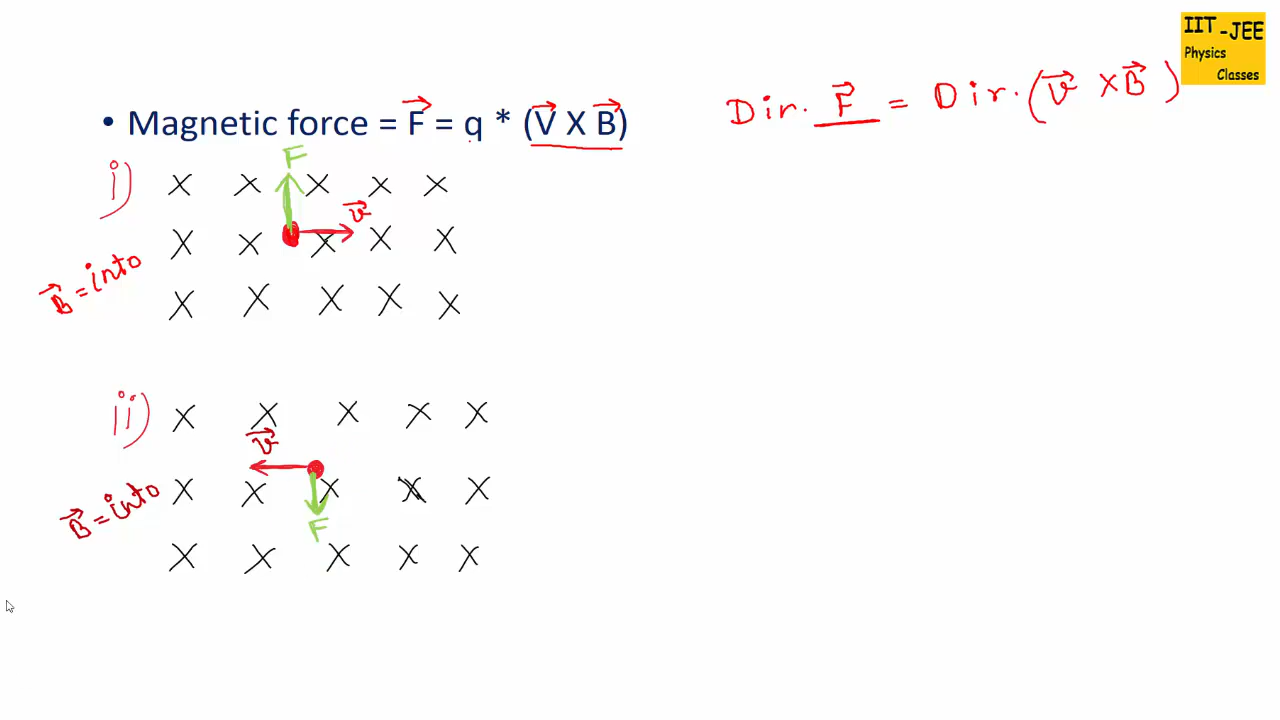 IIT-JEE
Physics
Classes
Dir. F⃗ = Dir. (v⃗ X B⃗)
• Magnetic force = F⃗ = q * (V⃗ X B⃗)
i)
F
X X X X X
v⃗
X X X X X
B⃗ = into
X X X X X
ii)
X X X X X
v⃗
X X X X X
B⃗ = into
F
X X X X X